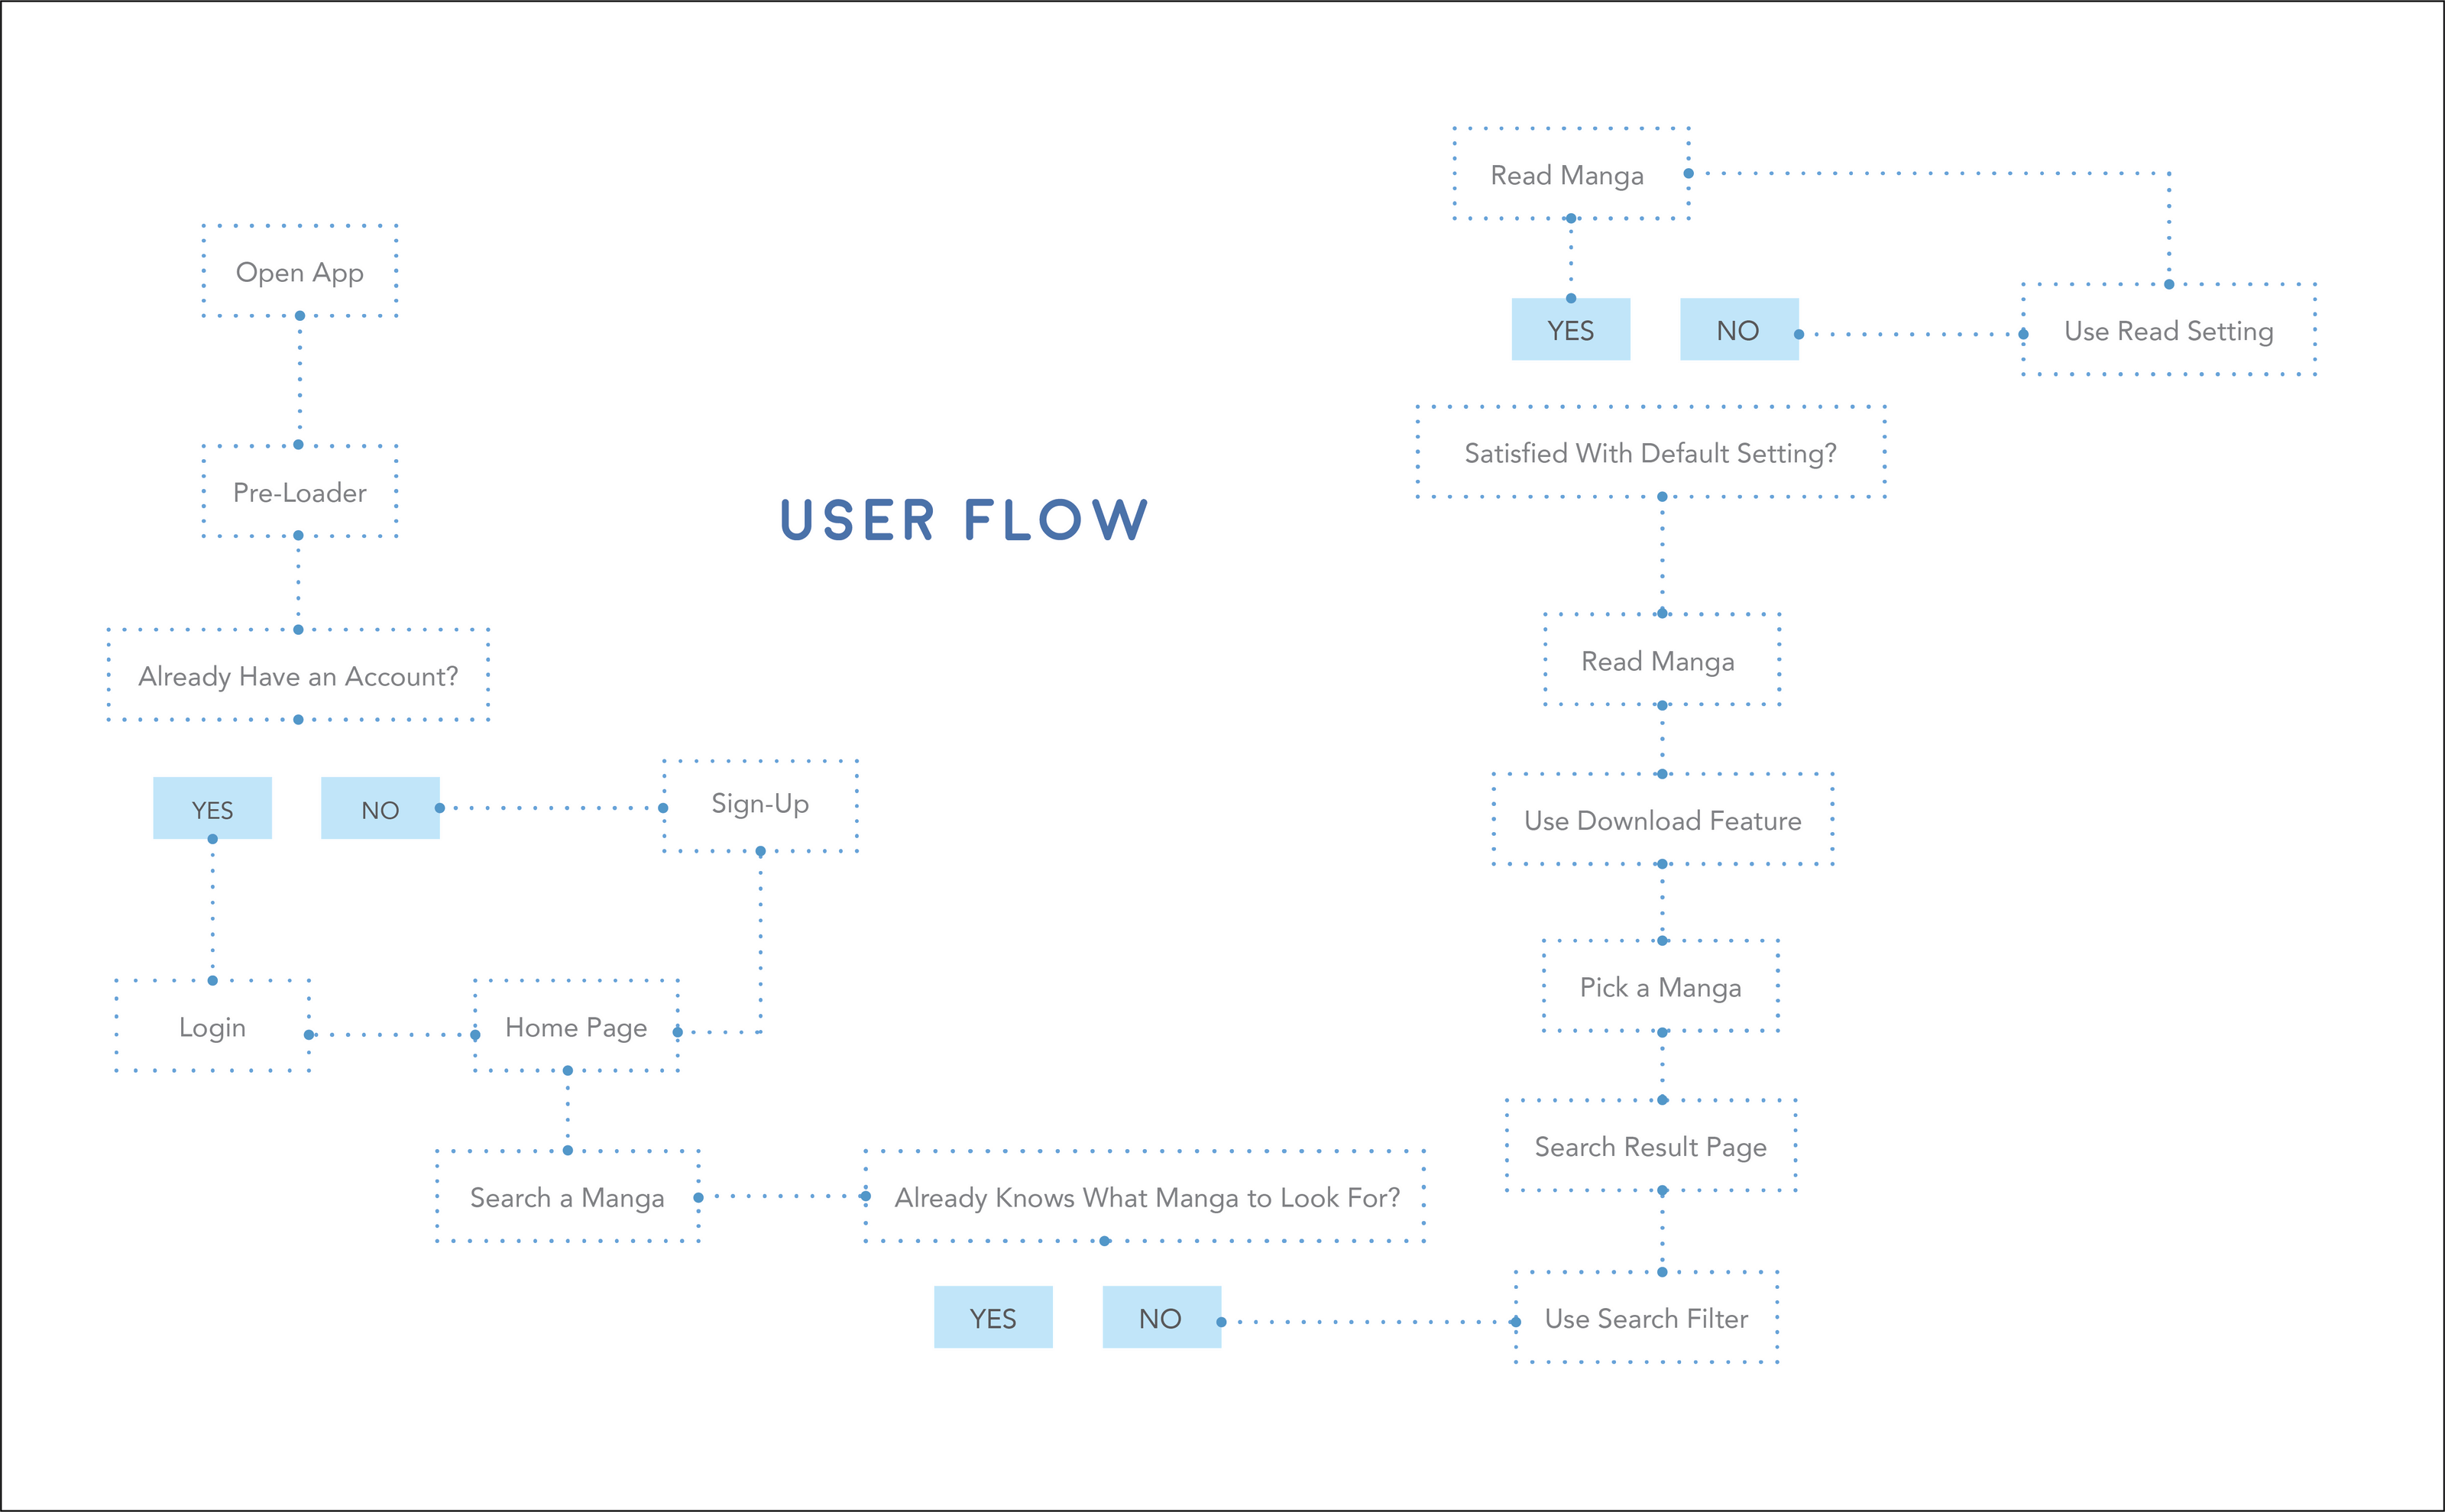 USER FLOW
Open App
Pre-Loader
Already Have an Account?
YES
NO
Sign-Up
Login
Home Page
Search a Manga
Already Knows What Manga to Look For?
YES
NO
Use Search Filter
Search Result Page
Pick a Manga
Use Download Feature
Read Manga
Satisfied With Default Setting?
YES
NO
Use Read Setting
Read Manga